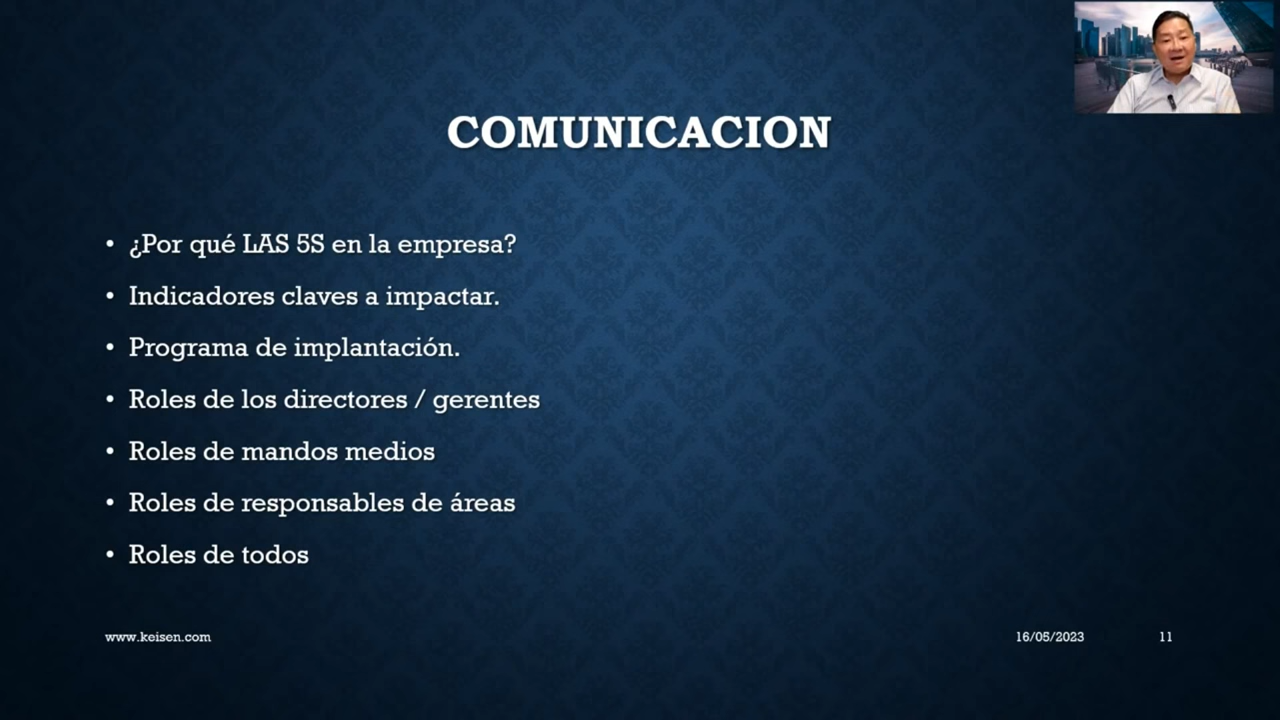 COMUNICACION
• ¿Por qué LAS 5S en la empresa?
• Indicadores claves a impactar.
• Programa de implantación.
• Roles de los directores / gerentes
• Roles de mandos medios
• Roles de responsables de áreas
• Roles de todos
www.keisen.com
16/05/2023
11